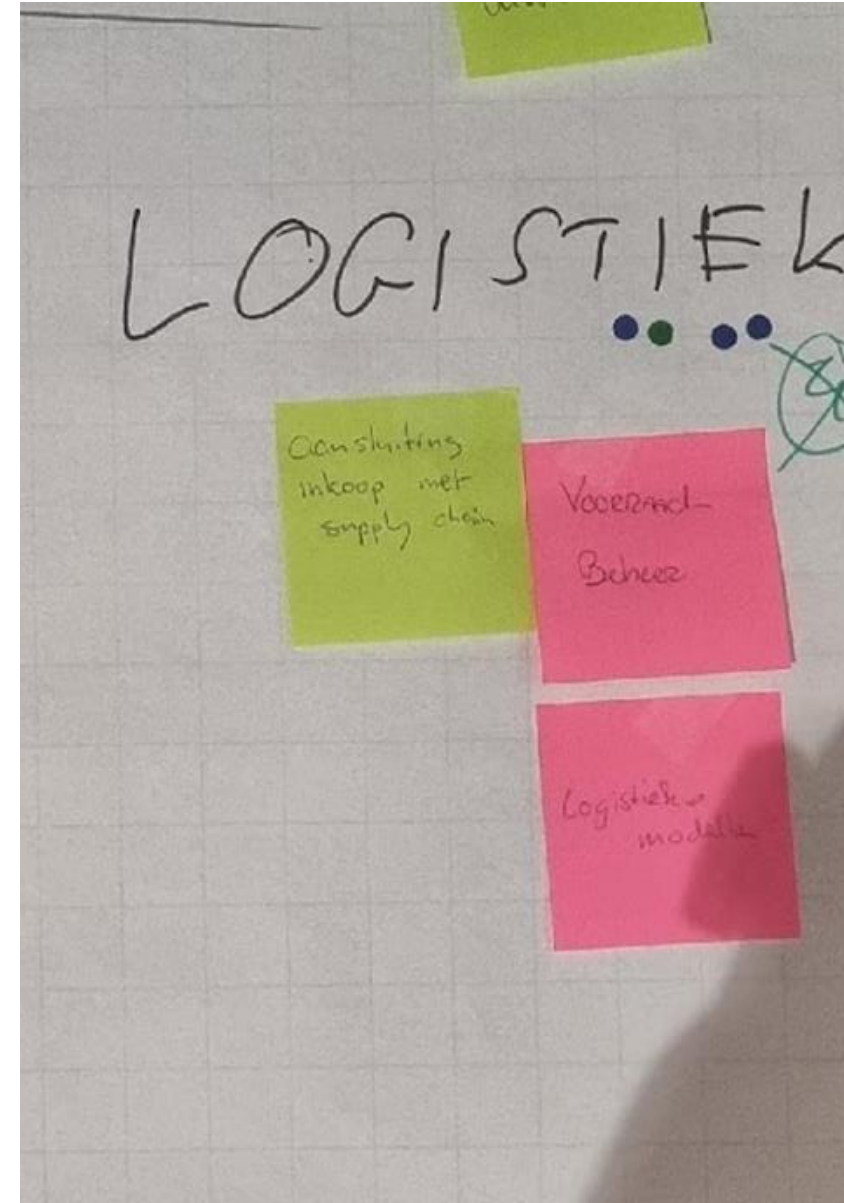 LOGISTIEK
Aansluiting
inkoop met
supply chain
Voorraad-
Beheer
Logistieke
modellen